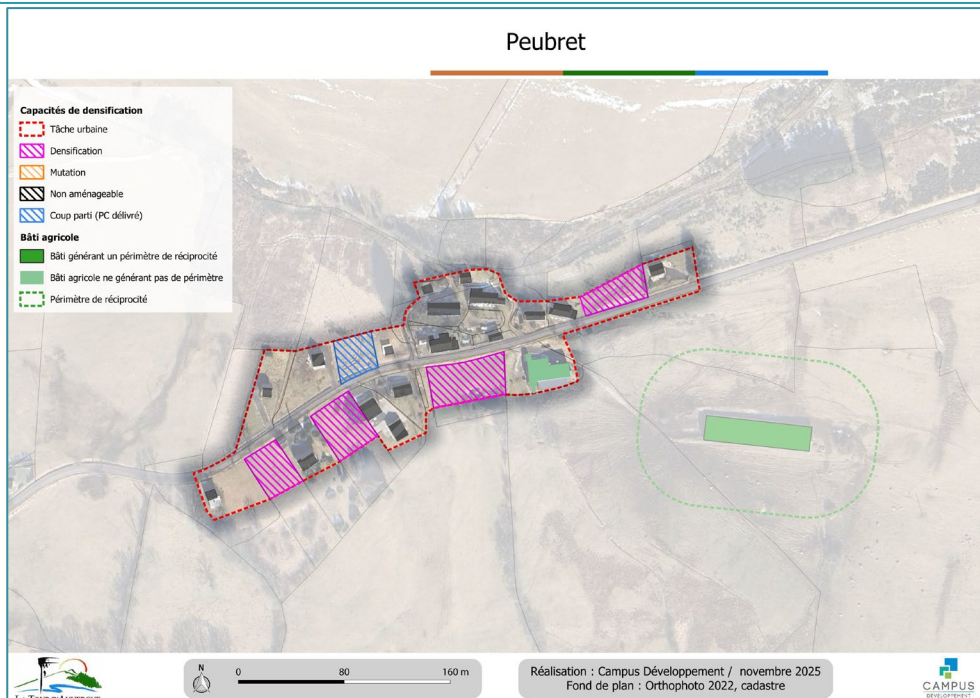 Peubret
Capacités de densification
Tâche urbaine
Densification
Mutation
Non aménageable
Coup parti (PC délivré)
Bâti agricole
Bâti générant un périmètre de réciprocité
Bâti agricole ne générant pas de périmètre
Périmètre de réciprocité
N
0 80 160 m
Réalisation : Campus Développement / novembre 2025
Fond de plan : Orthophoto 2022, cadastre
CAMPUS
DÉVELOPPEMENT